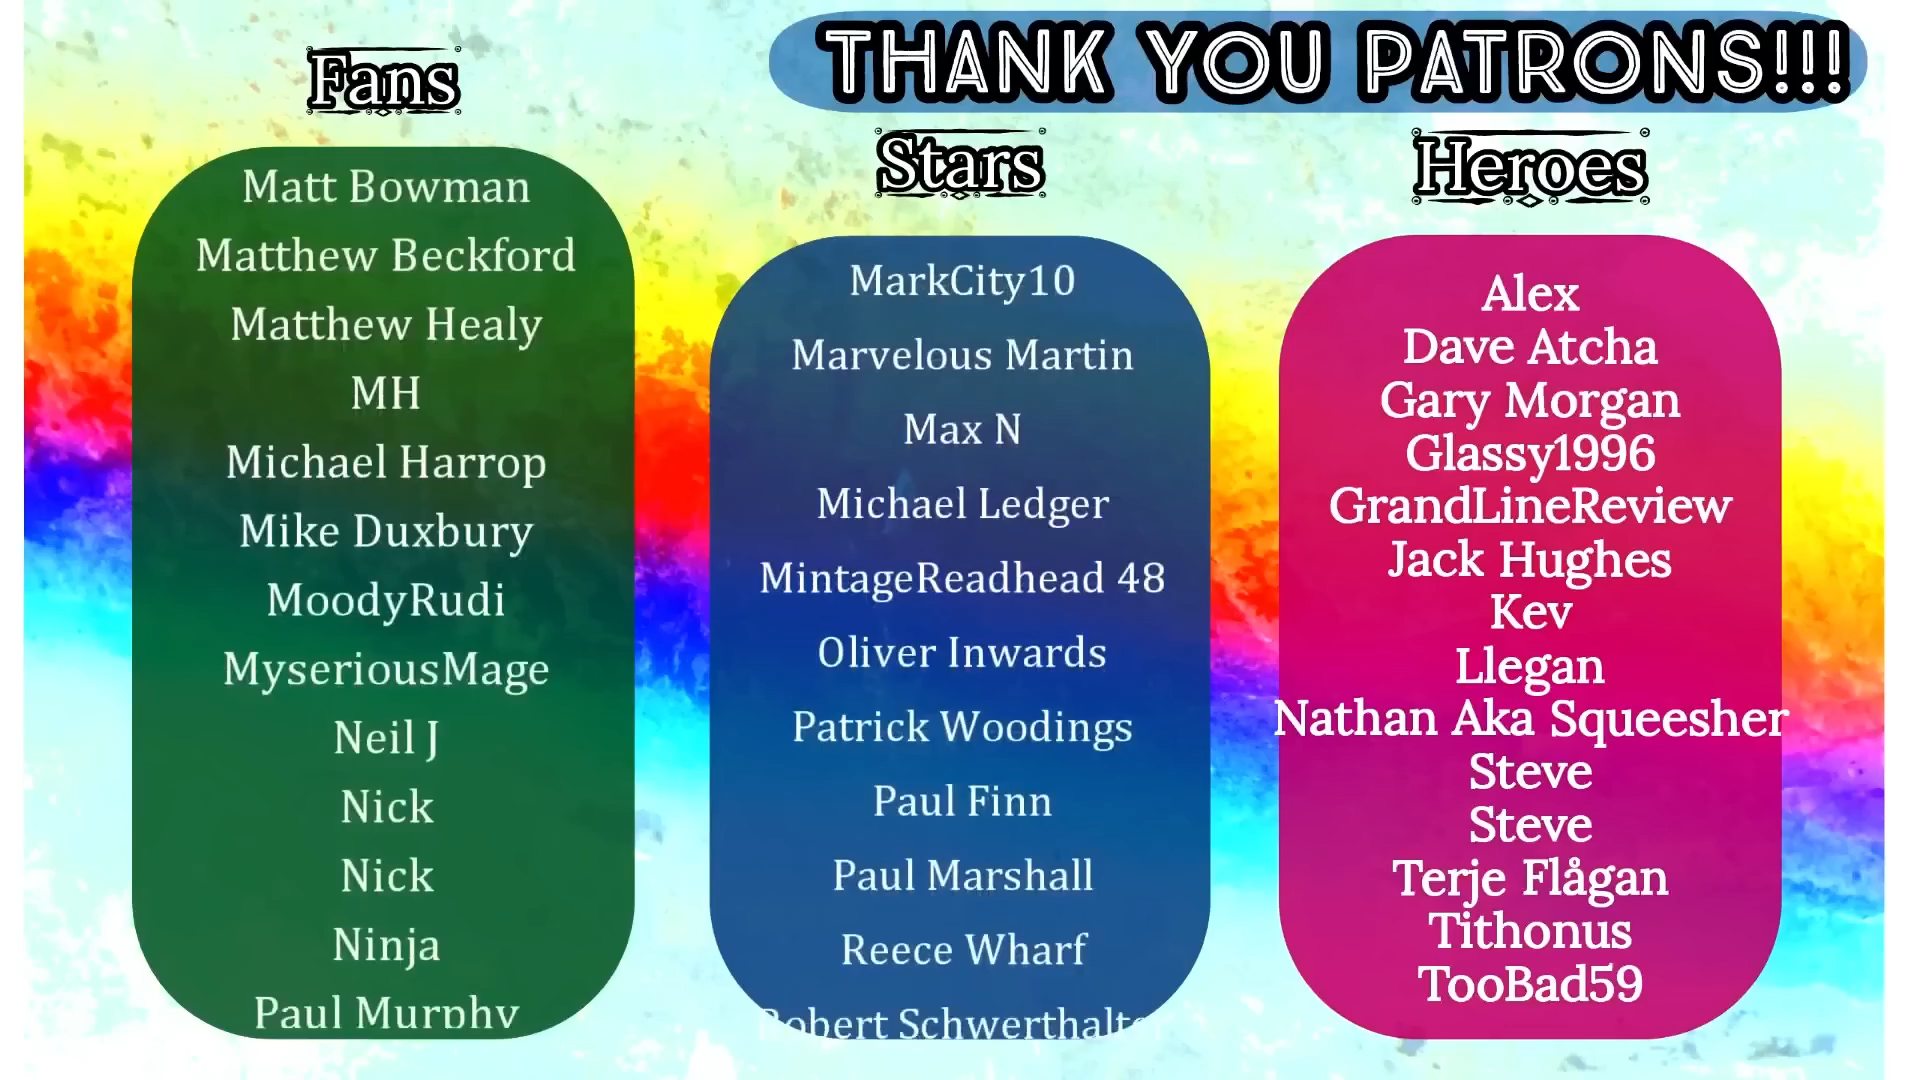 THANK YOU PATRONS!!!
Fans
Matt Bowman
Matthew Beckford
Matthew Healy
MH
Michael Harrop
Mike Duxbury
MoodyRudi
MyseriousMage
Neil J
Nick
Nick
Ninja
Paul Murphy
Stars
MarkCity10
Marvelous Martin
Max N
Michael Ledger
MintageReadhead 48
Oliver Inwards
Patrick Woodings
Paul Finn
Paul Marshall
Reece Wharf
Robert Schwerthalter
Heroes
Alex
Dave Atcha
Gary Morgan
Glassy1996
GrandLineReview
Jack Hughes
Kev
Llegan
Nathan Aka Squeesher
Steve
Steve
Terje Flågan
Tithonus
TooBad59